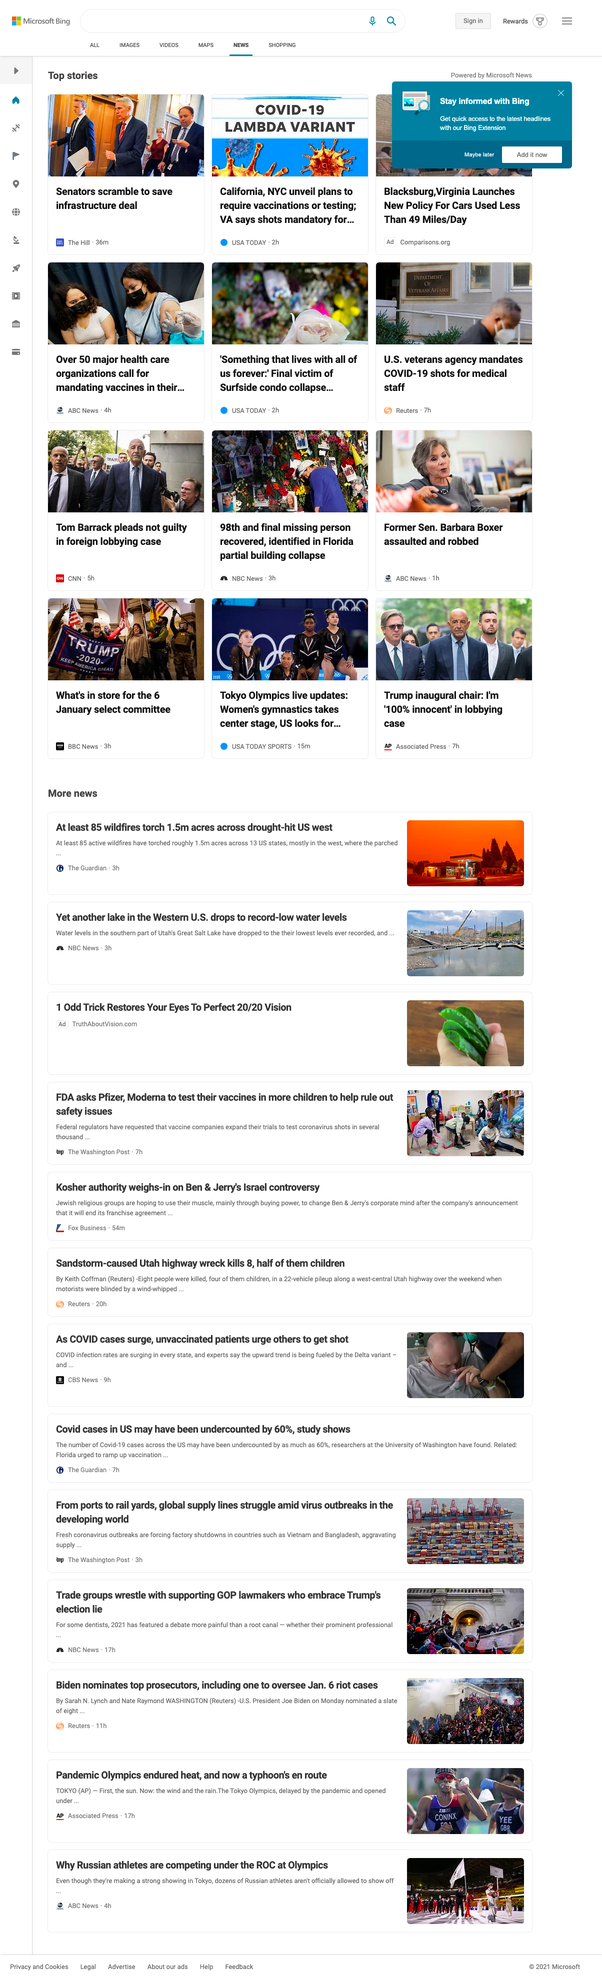 Microsoft Bing
Sign in
Rewards
ALL
IMAGES
VIDEOS
MAPS
NEWS
SHOPPING
Top stories
Powered by Microsoft News
Stay informed with Bing
Get quick access to the latest headlines
with our Bing Extension
Maybe later
Add it now
Senators scramble to save
infrastructure deal
The Hill · 36m
COVID-19
LAMBDA VARIANT
California, NYC unveil plans to
require vaccinations or testing;
VA says shots mandatory for...
USA TODAY · 2h
Blacksburg,Virginia Launches
New Policy For Cars Used Less
Than 49 Miles/Day
Ad Comparisons.org
Over 50 major health care
organizations call for
mandating vaccines in their...
ABC News · 4h
'Something that lives with all of
us forever:' Final victim of
Surfside condo collapse...
USA TODAY · 2h
U.S. veterans agency mandates
COVID-19 shots for medical
staff
Reuters · 7h
Tom Barrack pleads not guilty
in foreign lobbying case
CNN · 5h
98th and final missing person
recovered, identified in Florida
partial building collapse
NBC News · 3h
Former Sen. Barbara Boxer
assaulted and robbed
ABC News · 1h
TRUMP
2020
KEEP AMERICA GREAT!
What's in store for the 6
January select committee
BBC News · 3h
Tokyo Olympics live updates:
Women's gymnastics takes
center stage, US looks for...
USA TODAY SPORTS · 15m
Trump inaugural chair: I'm
'100% innocent' in lobbying
case
AP Associated Press · 7h
More news
At least 85 wildfires torch 1.5m acres across drought-hit US west
At least 85 active wildfires have torched roughly 1.5m acres across 13 US states, mostly in the west, where the parched
...
The Guardian · 3h
Yet another lake in the Western U.S. drops to record-low water levels
Water levels in the southern part of Utah's Great Salt Lake have dropped to the their lowest levels ever recorded, and ...
NBC News · 3h
1 Odd Trick Restores Your Eyes To Perfect 20/20 Vision
Ad TruthAboutVision.com
FDA asks Pfizer, Moderna to test their vaccines in more children to help rule out
safety issues
Federal regulators have requested that vaccine companies expand their trials to test coronavirus shots in several
thousand ...
wp The Washington Post · 7h
Kosher authority weighs-in on Ben & Jerry's Israel controversy
Jewish religious groups are hoping to use their muscle, mainly through buying power, to change Ben & Jerry's corporate mind after the company's announcement
that it will end its franchise agreement ...
Fox Business · 54m
Sandstorm-caused Utah highway wreck kills 8, half of them children
By Keith Coffman (Reuters) -Eight people were killed, four of them children, in a 22-vehicle pileup along a west-central Utah highway over the weekend when
motorists were blinded by a wind-whipped ...
Reuters · 20h
As COVID cases surge, unvaccinated patients urge others to get shot
COVID infection rates are surging in every state, and experts say the upward trend is being fueled by the Delta variant –
and ...
CBS News · 9h
Covid cases in US may have been undercounted by 60%, study shows
The number of Covid-19 cases across the US may have been undercounted by as much as 60%, researchers at the University of Washington have found. Related:
Florida urged to ramp up vaccination ...
The Guardian · 7h
From ports to rail yards, global supply lines struggle amid virus outbreaks in the
developing world
Fresh coronavirus outbreaks are forcing factory shutdowns in countries such as Vietnam and Bangladesh, aggravating
supply ...
wp The Washington Post · 3h
Trade groups wrestle with supporting GOP lawmakers who embrace Trump's
election lie
For some dentists, 2021 has featured a debate more painful than a root canal — whether their prominent professional
...
NBC News · 17h
Biden nominates top prosecutors, including one to oversee Jan. 6 riot cases
By Sarah N. Lynch and Nate Raymond WASHINGTON (Reuters) -U.S. President Joe Biden on Monday nominated a slate
of eight ...
Reuters · 11h
Pandemic Olympics endured heat, and now a typhoon's en route
TOKYO (AP) — First, the sun. Now: the wind and the rain.The Tokyo Olympics, delayed by the pandemic and opened
under ...
AP Associated Press · 17h
CONINX
YEE
Why Russian athletes are competing under the ROC at Olympics
Even though they're making a strong showing in Tokyo, dozens of Russian athletes aren't officially allowed to show off
...
ABC News · 4h
Privacy and Cookies
Legal
Advertise
About our ads
Help
Feedback
© 2021 Microsoft